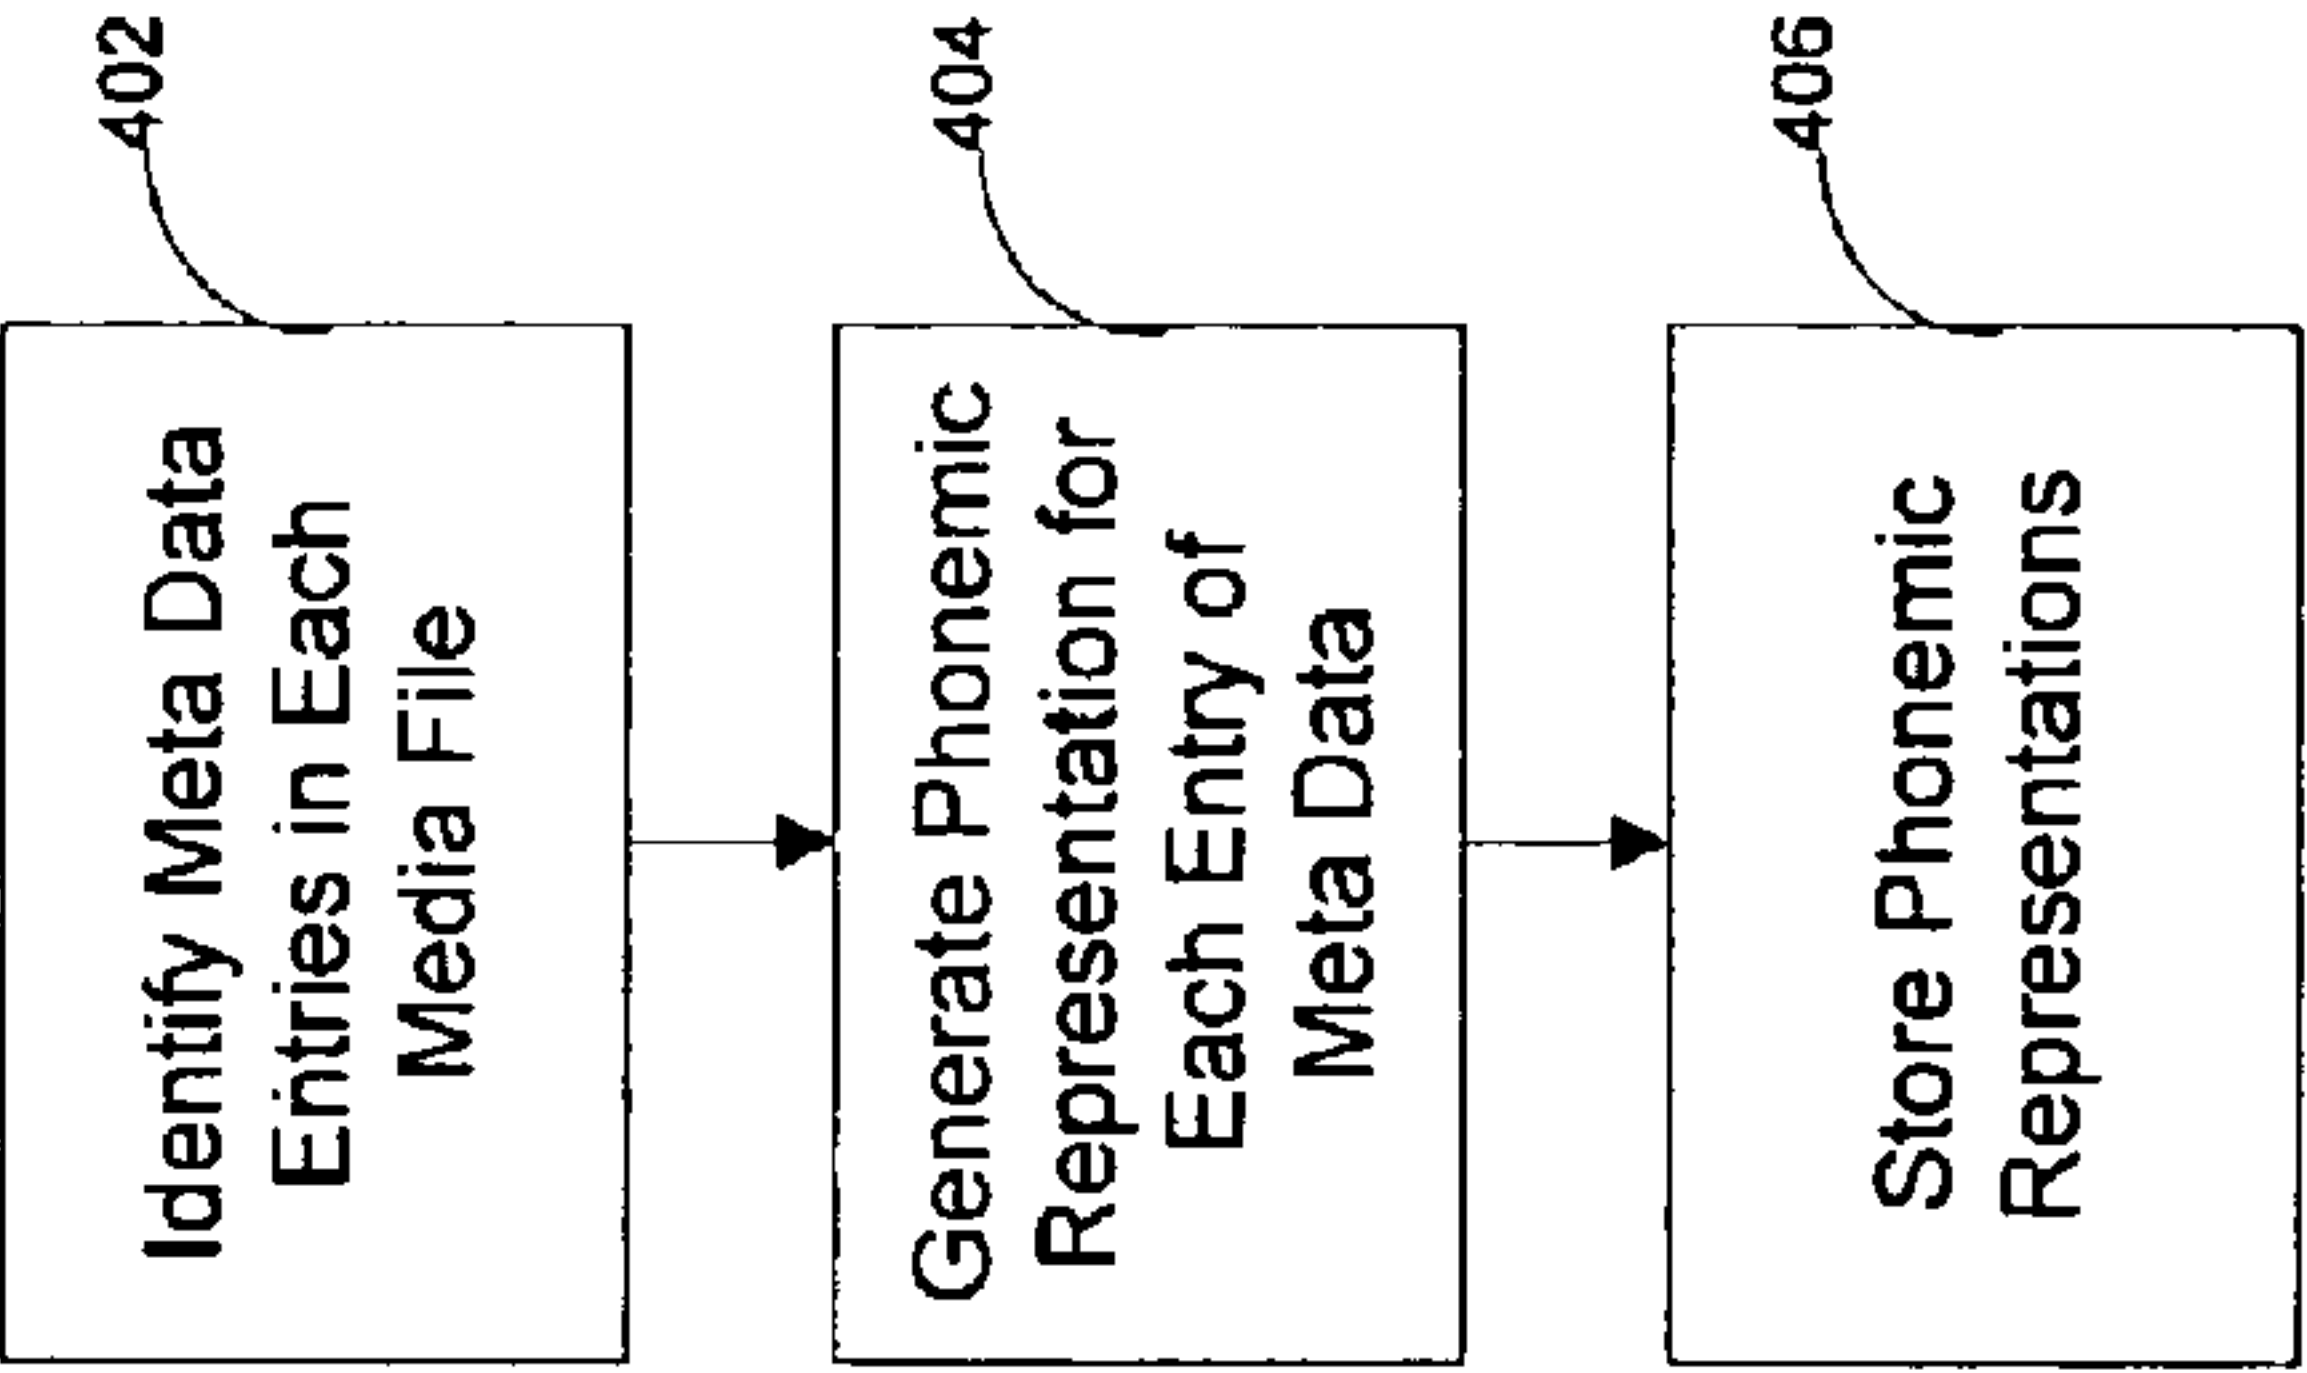 402
Identify Meta Data
Entries in Each
Media File
404
Generate Phonemic
Representation for
Each Entry of
Meta Data
406
Store Phonemic
Representations